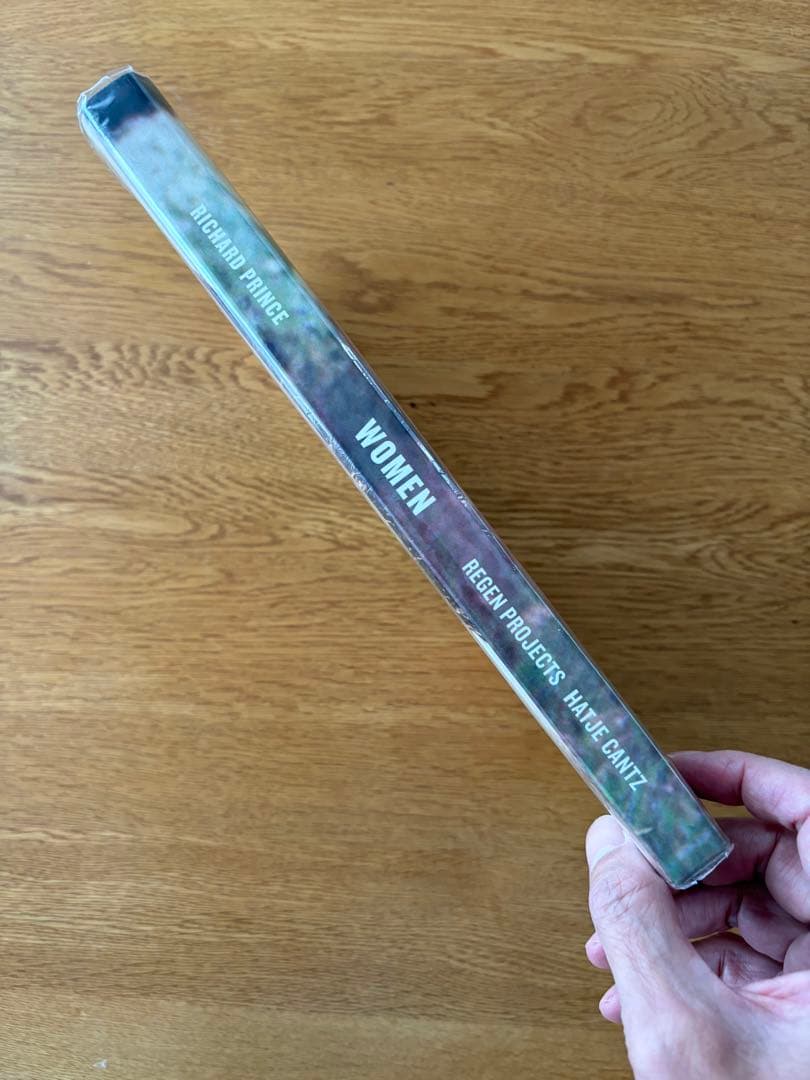 RICHARD PRINCE
WOMEN
REGEN PROJECTS HATJE CANTZ